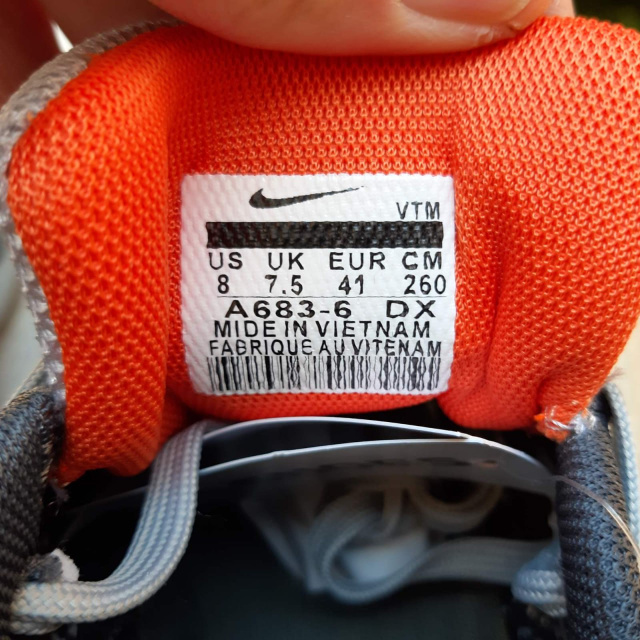 VTM
US UK EUR CM
8 7.5 41 260
A683-6 DX
MIDE IN VIETNAM
FABRIQUE AU VITENAM